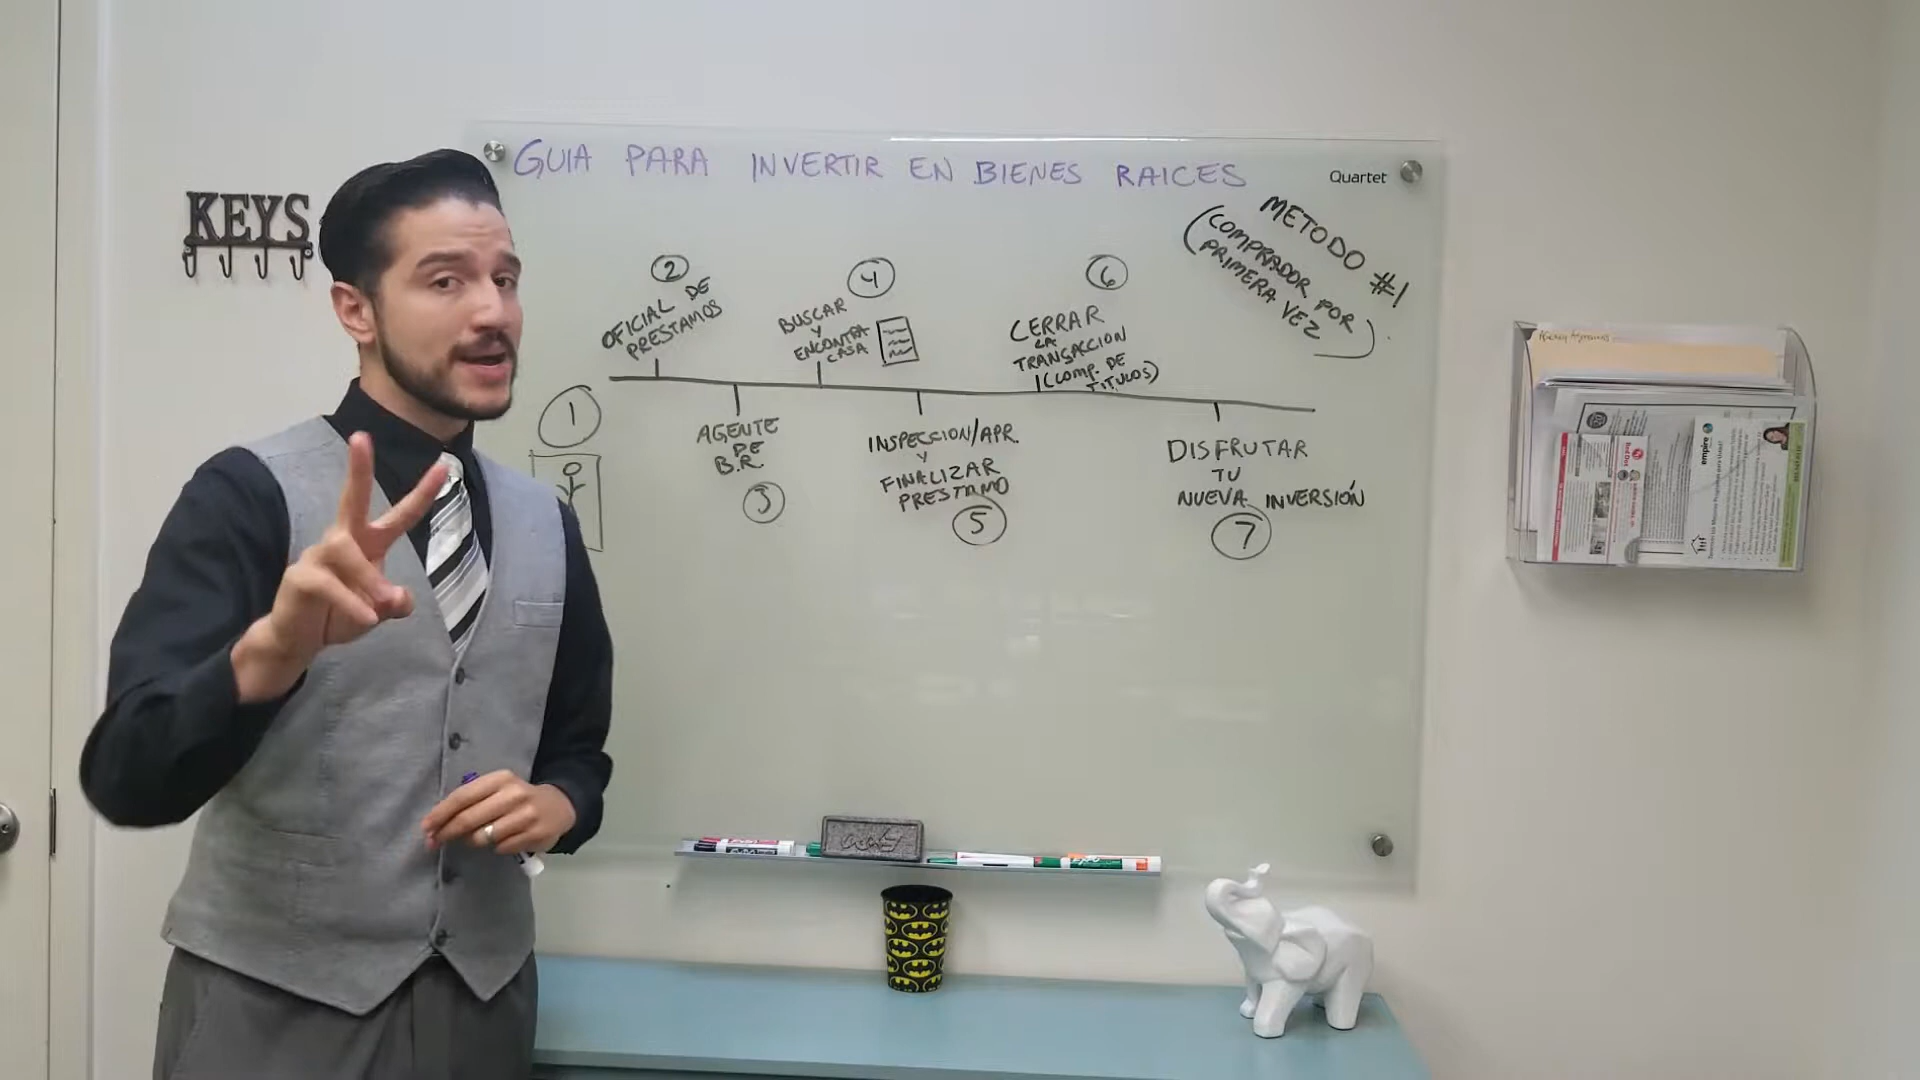 GUIA PARA INVERTIR EN BIENES RAICES
Quartet
KEYS
METODO #1
(COMPRADOR POR
PRIMERA VEZ)
1
2
OFICIAL DE
PRESTAMOS
AGENTE
DE
B.R.
3
4
BUSCAR
Y
ENCONTRA
CASA
INSPECCION/APR.
Y
FINALIZAR
PRESTAMO
5
6
CERRAR
LA
TRANSACCION
(COMP. DE
TITULOS)
DISFRUTAR
TU
NUEVA INVERSIÓN
7
empire